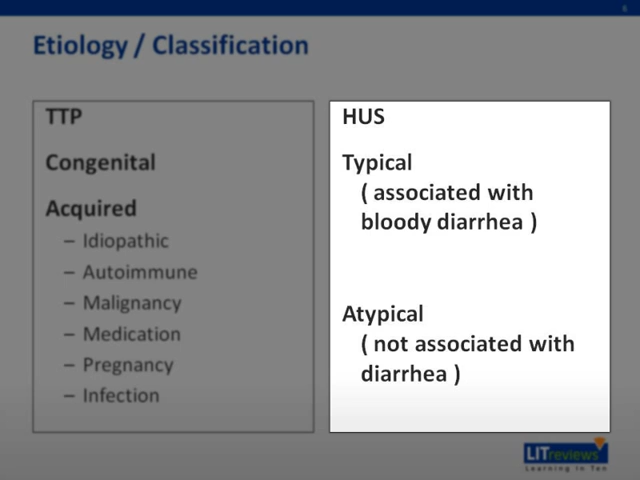 6
Etiology / Classification
TTP
Congenital
Acquired
– Idiopathic
– Autoimmune
– Malignancy
– Medication
– Pregnancy
– Infection
HUS
Typical
( associated with
bloody diarrhea )
Atypical
( not associated with
diarrhea )
LITreviews
Learning in Ten